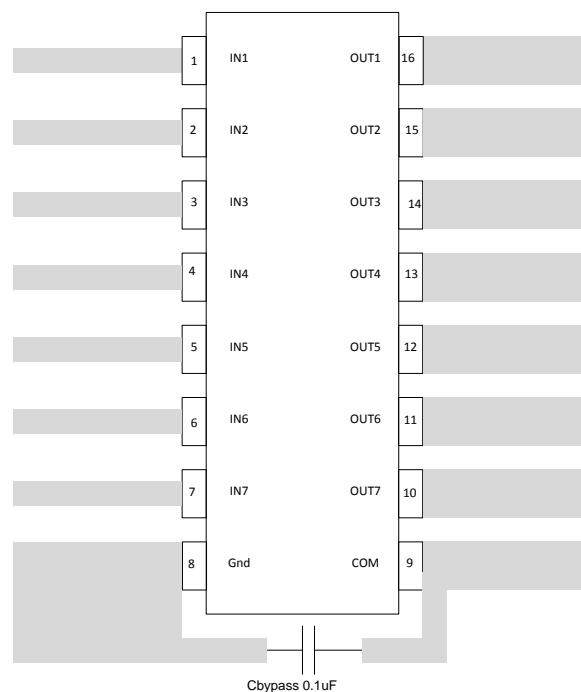 1 IN1 OUT1 16
2 IN2 OUT2 15
3 IN3 OUT3 14
4 IN4 OUT4 13
5 IN5 OUT5 12
6 IN6 OUT6 11
7 IN7 OUT7 10
8 Gnd COM 9
Cbypass 0.1uF